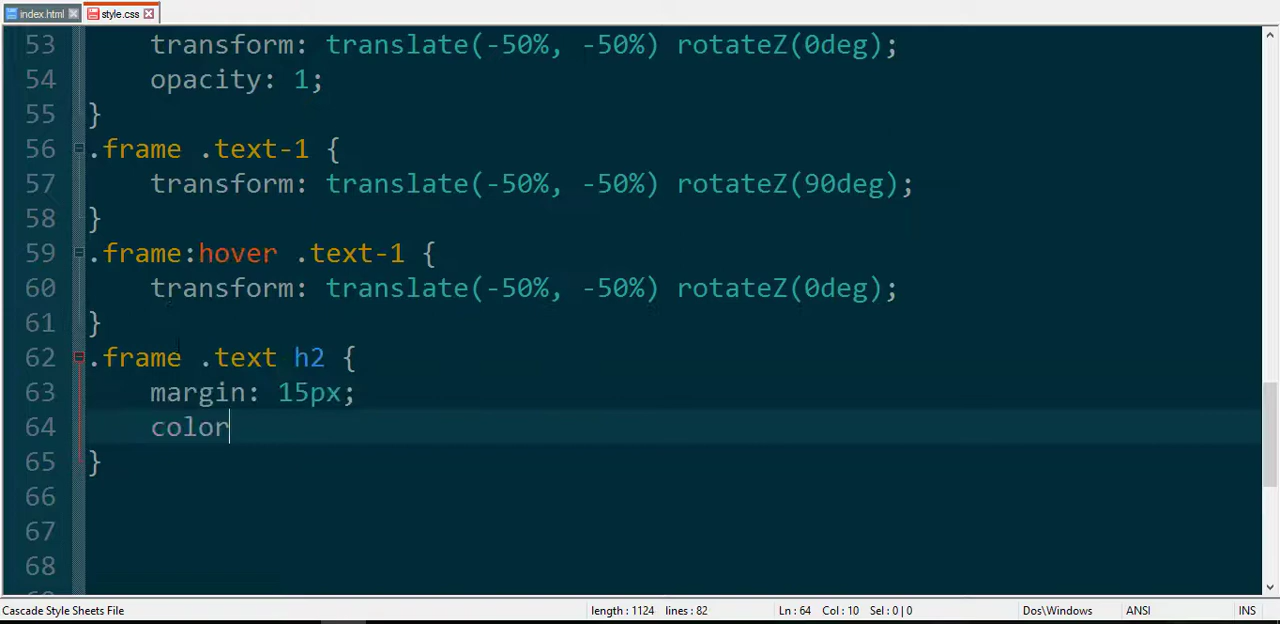 index.html style.css
53 transform: translate(-50%, -50%) rotateZ(0deg);
54 opacity: 1;
55 }
56 .frame .text-1 {
57 transform: translate(-50%, -50%) rotateZ(90deg);
58 }
59 .frame:hover .text-1 {
60 transform: translate(-50%, -50%) rotateZ(0deg);
61 }
62 .frame .text h2 {
63 margin: 15px;
64 color
65 }
66
67
68
Cascade Style Sheets File length : 1124 lines : 82 Ln : 64 Col : 10 Sel : 0 | 0 Dos\Windows ANSI INS